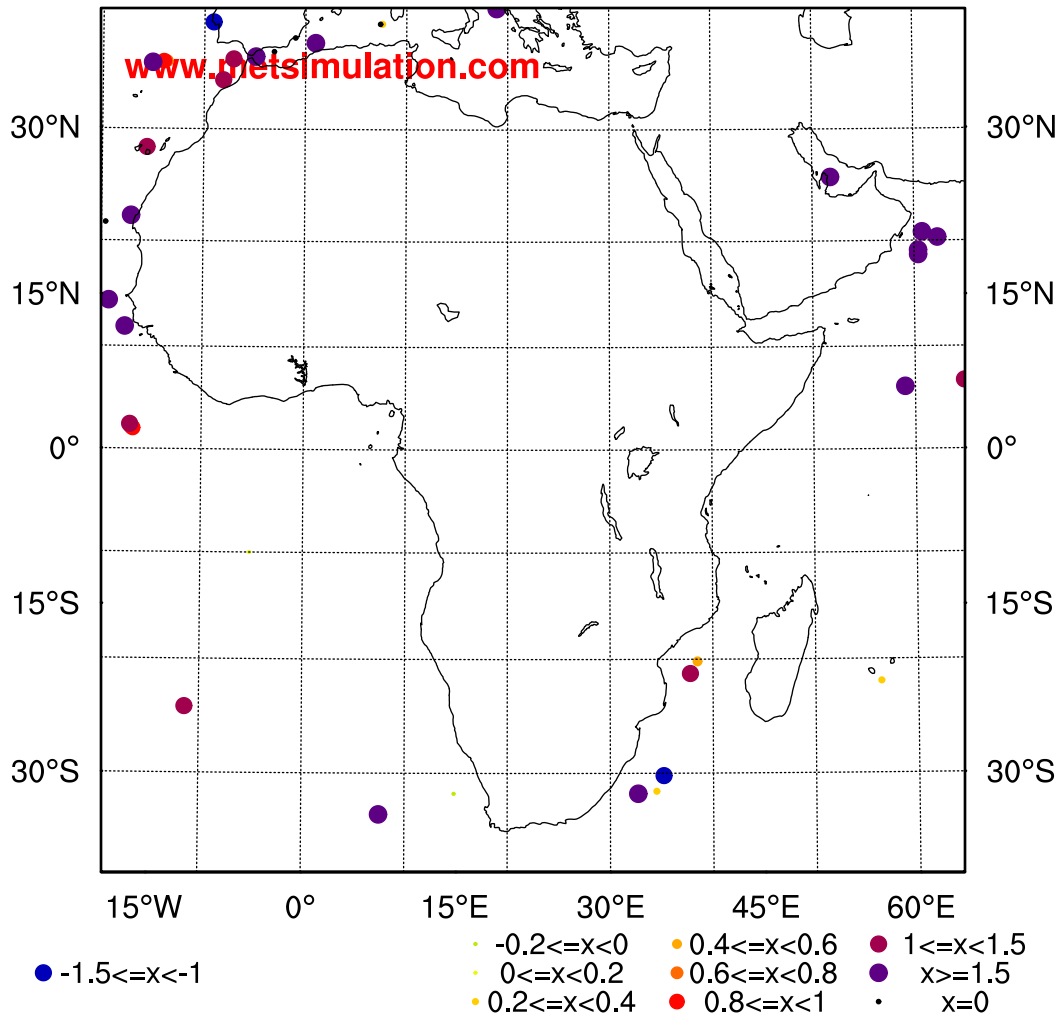 www.metsimulation.com
30°N 30°N
15°N 15°N
0° 0°
15°S 15°S
30°S 30°S
15°W 0° 15°E 30°E 45°E 60°E
-0.2<=x<0 0.4<=x<0.6 1<=x<1.5
-1.5<=x<-1 0<=x<0.2 0.6<=x<0.8 x>=1.5
0.2<=x<0.4 0.8<=x<1 x=0